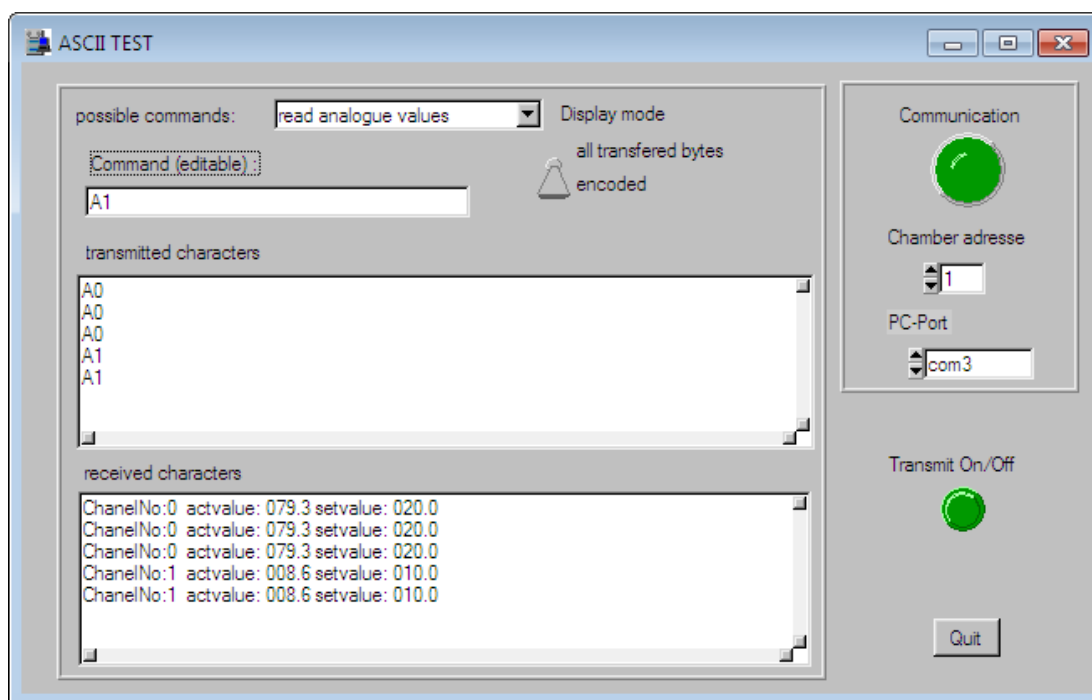 ASCII TEST
possible commands: read analogue values Display mode
all transfered bytes
encoded
Command (editable) :
A1
transmitted characters
A0
A0
A0
A1
A1
received characters
ChanelNo:0 actvalue: 079.3 setvalue: 020.0
ChanelNo:0 actvalue: 079.3 setvalue: 020.0
ChanelNo:0 actvalue: 079.3 setvalue: 020.0
ChanelNo:1 actvalue: 008.6 setvalue: 010.0
ChanelNo:1 actvalue: 008.6 setvalue: 010.0
Communication
Chamber adresse
1
PC-Port
com3
Transmit On/Off
Quit